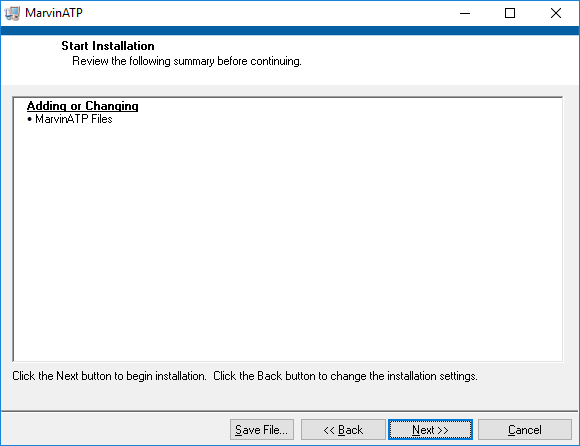 MarvinATP
Start Installation
Review the following summary before continuing.
Adding or Changing
• MarvinATP Files
Click the Next button to begin installation. Click the Back button to change the installation settings.
Save File... << Back Next >> Cancel